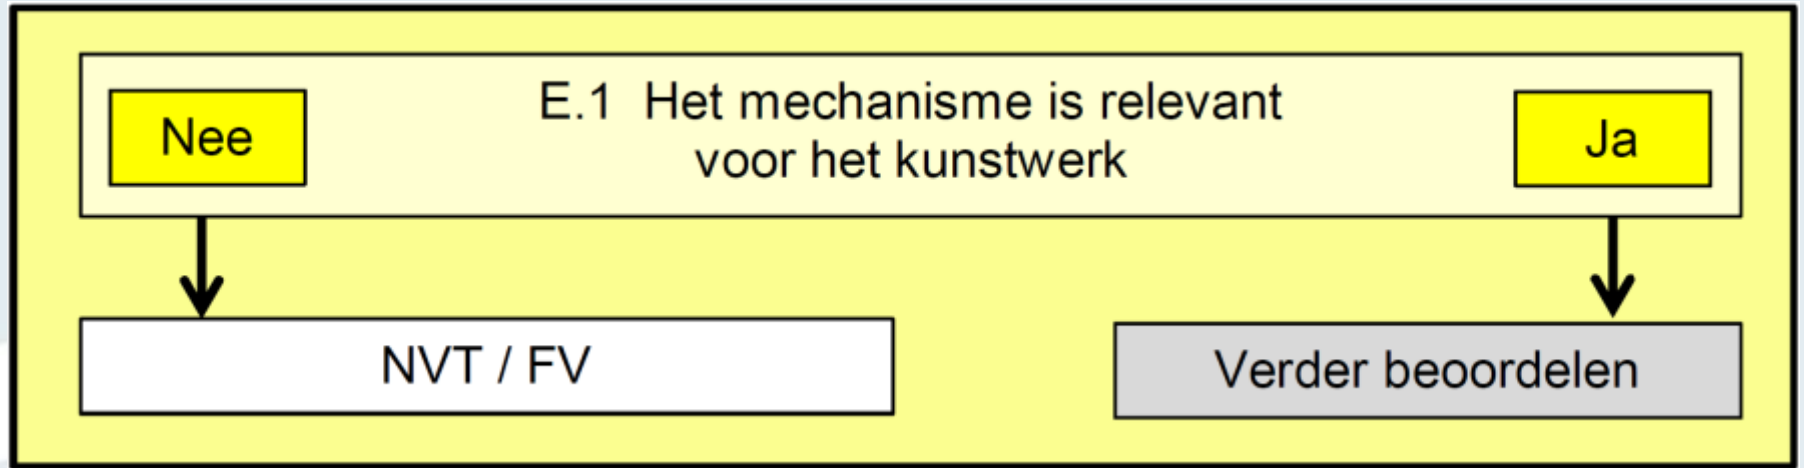 Nee
E.1 Het mechanisme is relevant
voor het kunstwerk
Ja
NVT / FV
Verder beoordelen